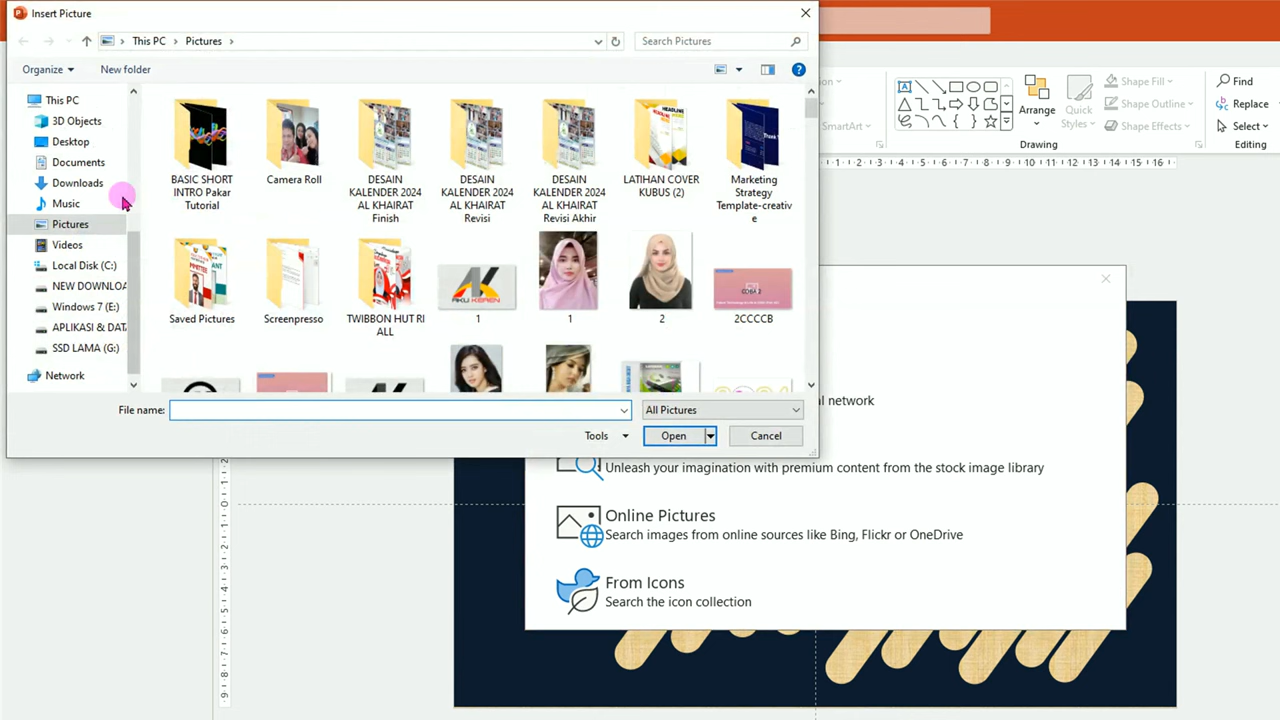 Insert Picture
This PC
Pictures
Search Pictures
Organize
New folder
This PC
3D Objects
Desktop
Documents
Downloads
Music
Pictures
Videos
Local Disk (C:)
NEW DOWNLOA
Windows 7 (E:)
APLIKASI & DATA
SSD LAMA (G:)
Network
BASIC SHORT
INTRO Pakar
Tutorial
Camera Roll
DESAIN
KALENDER 2024
AL KHAIRAT
Finish
DESAIN
KALENDER 2024
AL KHAIRAT
Revisi
DESAIN
KALENDER 2024
AL KHAIRAT
Revisi Akhir
LATIHAN COVER
KUBUS (2)
Marketing
Strategy
Template-creativ
e
Saved Pictures
Screenpresso
TWIBBON HUT RI
ALL
AKU KEREN
1
1
2
COBA 2
2CCCCB
File name:
All Pictures
Tools
Open
Cancel
Shape Fill
Shape Outline
Shape Effects
Arrange
Quick
Styles
Drawing
Find
Replace
Select
Editing
al network
Unleash your imagination with premium content from the stock image library
Online Pictures
Search images from online sources like Bing, Flickr or OneDrive
From Icons
Search the icon collection